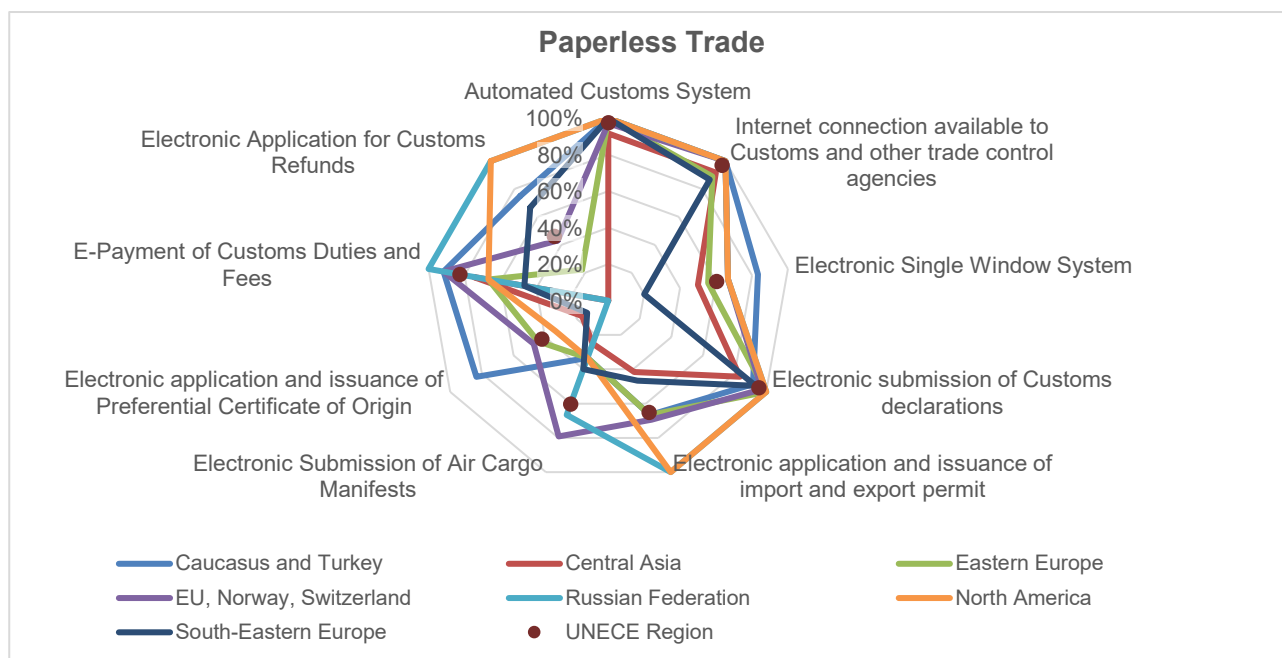 Paperless Trade
Automated Customs System
Electronic Application for Customs
Refunds
Internet connection available to
Customs and other trade control
agencies
100%
80%
60%
40%
20%
0%
E-Payment of Customs Duties and
Fees
Electronic Single Window System
Electronic application and issuance of
Preferential Certificate of Origin
Electronic submission of Customs
declarations
Electronic Submission of Air Cargo
Manifests
Electronic application and issuance of
import and export permit
Caucasus and Turkey
Central Asia
Eastern Europe
EU, Norway, Switzerland
Russian Federation
North America
South-Eastern Europe
UNECE Region